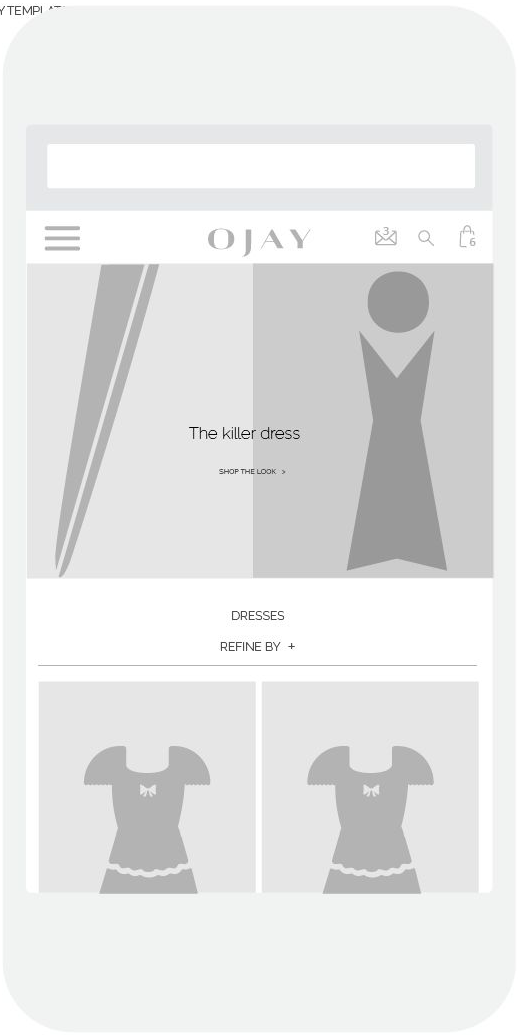 3
OJAY
6
The killer dress
SHOP THE LOOK >
DRESSES
REFINE BY +